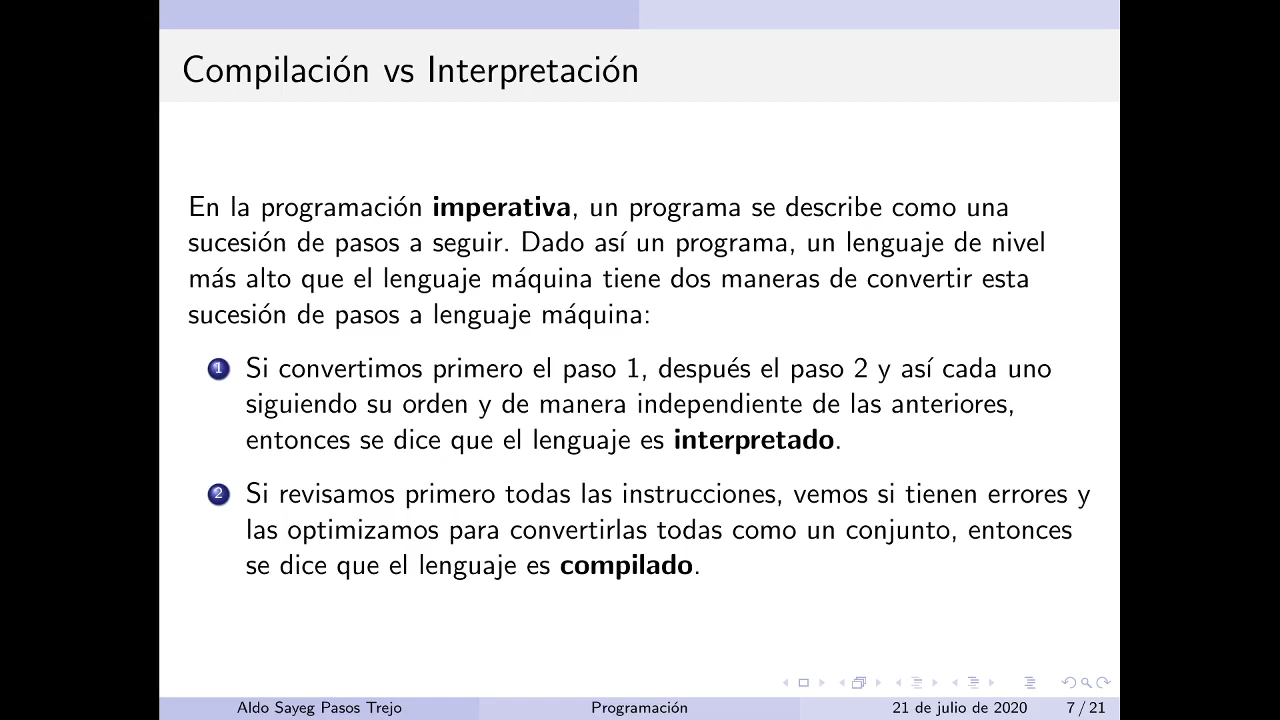 Compilación vs Interpretación
En la programación imperativa, un programa se describe como una
sucesión de pasos a seguir. Dado así un programa, un lenguaje de nivel
más alto que el lenguaje máquina tiene dos maneras de convertir esta
sucesión de pasos a lenguaje máquina:
1 Si convertimos primero el paso 1, después el paso 2 y así cada uno
siguiendo su orden y de manera independiente de las anteriores,
entonces se dice que el lenguaje es interpretado.
2 Si revisamos primero todas las instrucciones, vemos si tienen errores y
las optimizamos para convertirlas todas como un conjunto, entonces
se dice que el lenguaje es compilado.
Aldo Sayeg Pasos Trejo Programación 21 de julio de 2020 7 / 21